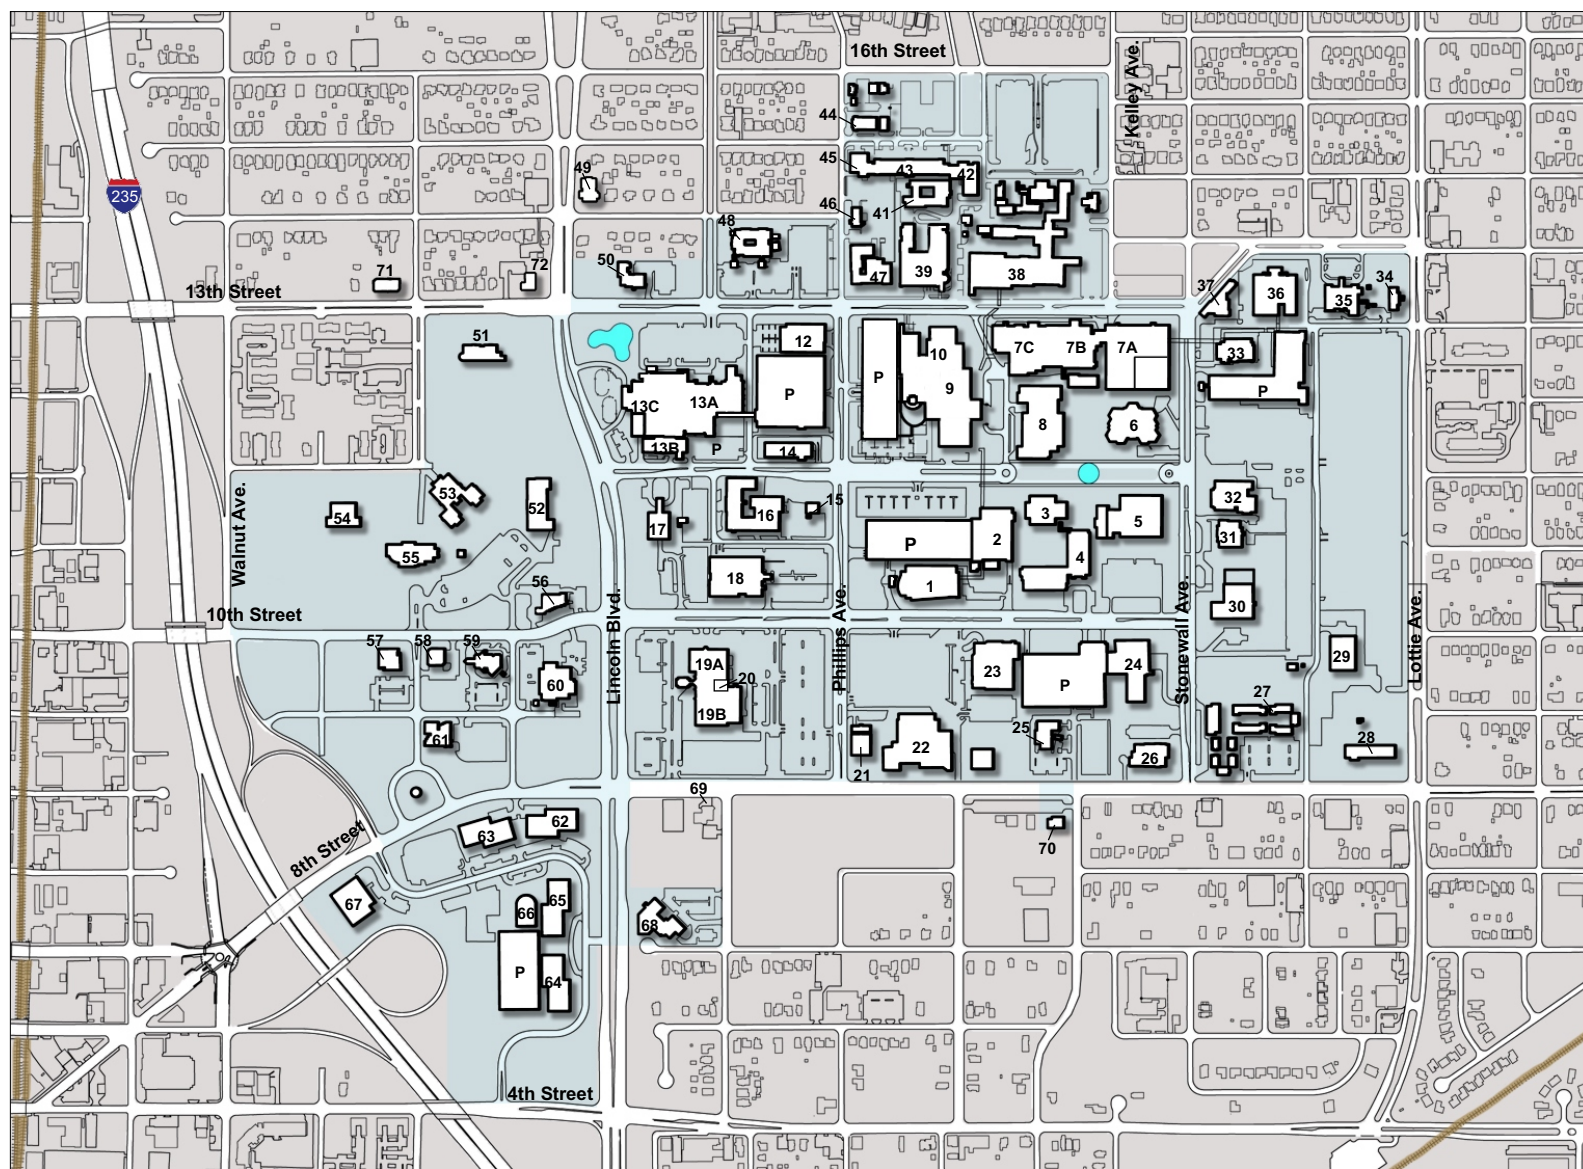 16th Street
Kelley Ave.
44
45
43
42
49
235
46
41
48
72
50
71
47
39
38
37
36
35
34
13th Street
51
12
10
7C
7B
7A
33
P
P
9
P
13C
13A
8
6
13B
P
14
53
52
54
17
16
15
3
5
32
Walnut Ave.
55
P
2
31
4
18
1
56
30
10th Street
Lincoln Blvd.
Phillips Ave.
Stonewall Ave.
Lottie Ave.
57
58
59
60
19A
20
23
24
29
P
19B
27
61
25
22
26
28
21
69
62
63
8th Street
70
67
65
66
68
P
64
4th Street